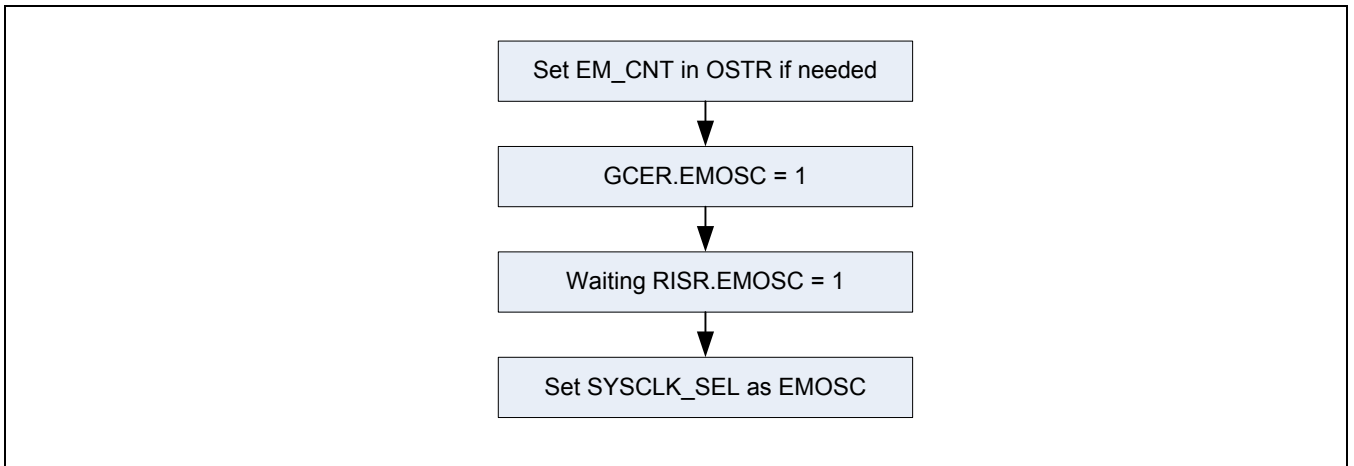 Set EM_CNT in OSTR if needed
GCER.EMOSC = 1
Waiting RISR.EMOSC = 1
Set SYSCLK_SEL as EMOSC